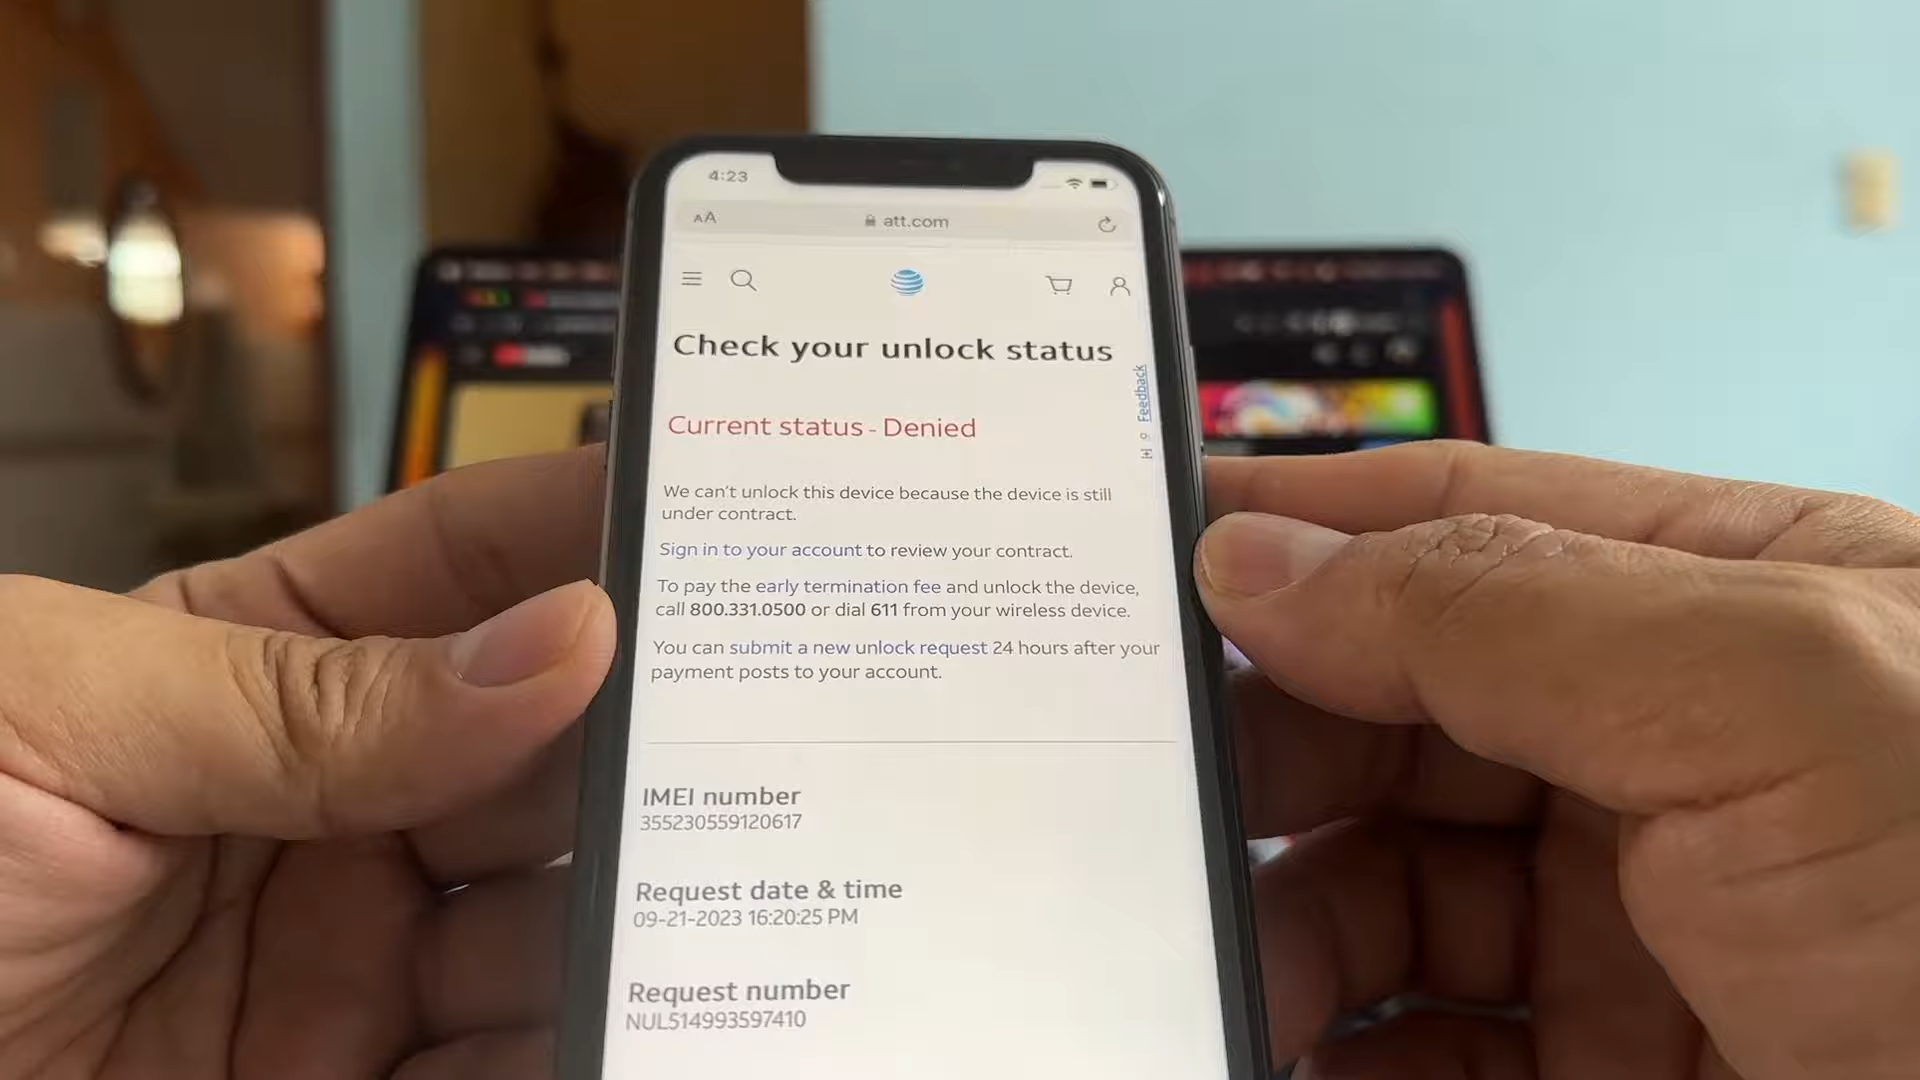 4:23
AA
att.com
Check your unlock status
Feedback
[+]
Current status - Denied
We can't unlock this device because the device is still
under contract.
Sign in to your account to review your contract.
To pay the early termination fee and unlock the device,
call 800.331.0500 or dial 611 from your wireless device.
You can submit a new unlock request 24 hours after your
payment posts to your account.
IMEI number
355230559120617
Request date & time
09-21-2023 16:20:25 PM
Request number
NUL514993597410